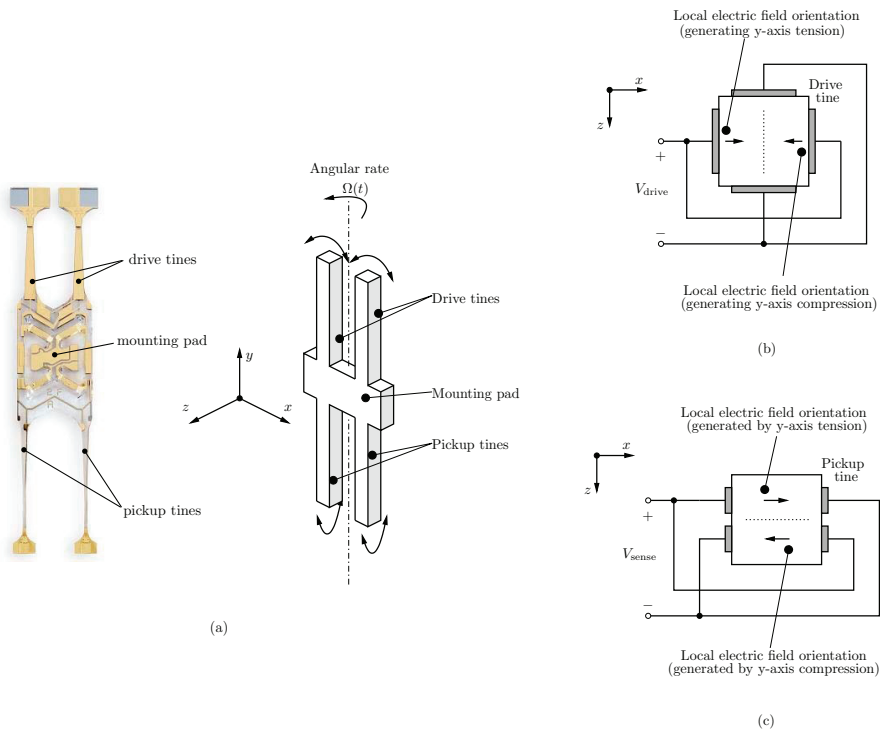 drive tines
mounting pad
pickup tines
Angular rate
Ω(t)
Drive tines
Mounting pad
Pickup tines
y
z
x
(a)
Local electric field orientation
(generating y-axis tension)
x
z
Drive
tine
+
V_drive
−
Local electric field orientation
(generating y-axis compression)
(b)
Local electric field orientation
(generated by y-axis tension)
x
z
Pickup
tine
+
V_sense
−
Local electric field orientation
(generated by y-axis compression)
(c)